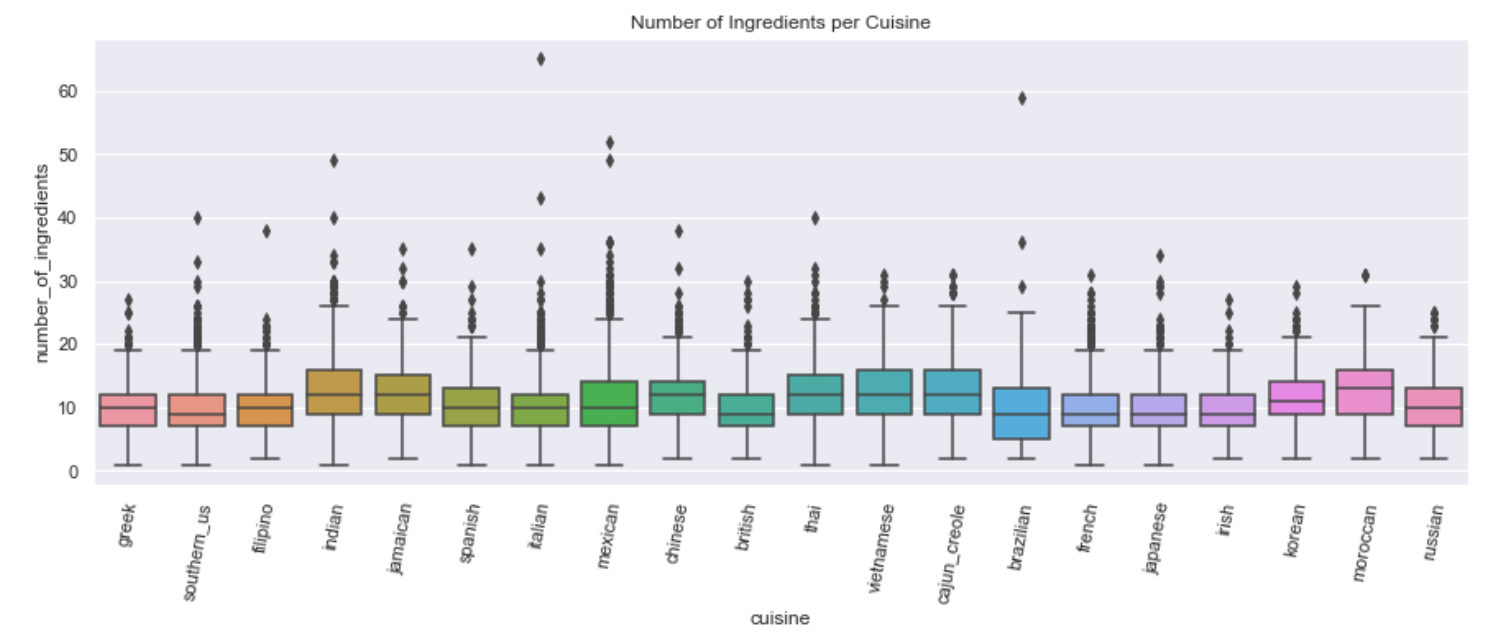 Number of Ingredients per Cuisine
number_of_ingredients
60
50
40
30
20
10
0
greek
southern_us
filipino
indian
jamaican
spanish
italian
mexican
chinese
british
thai
vietnamese
cajun_creole
brazilian
french
japanese
irish
korean
moroccan
russian
cuisine